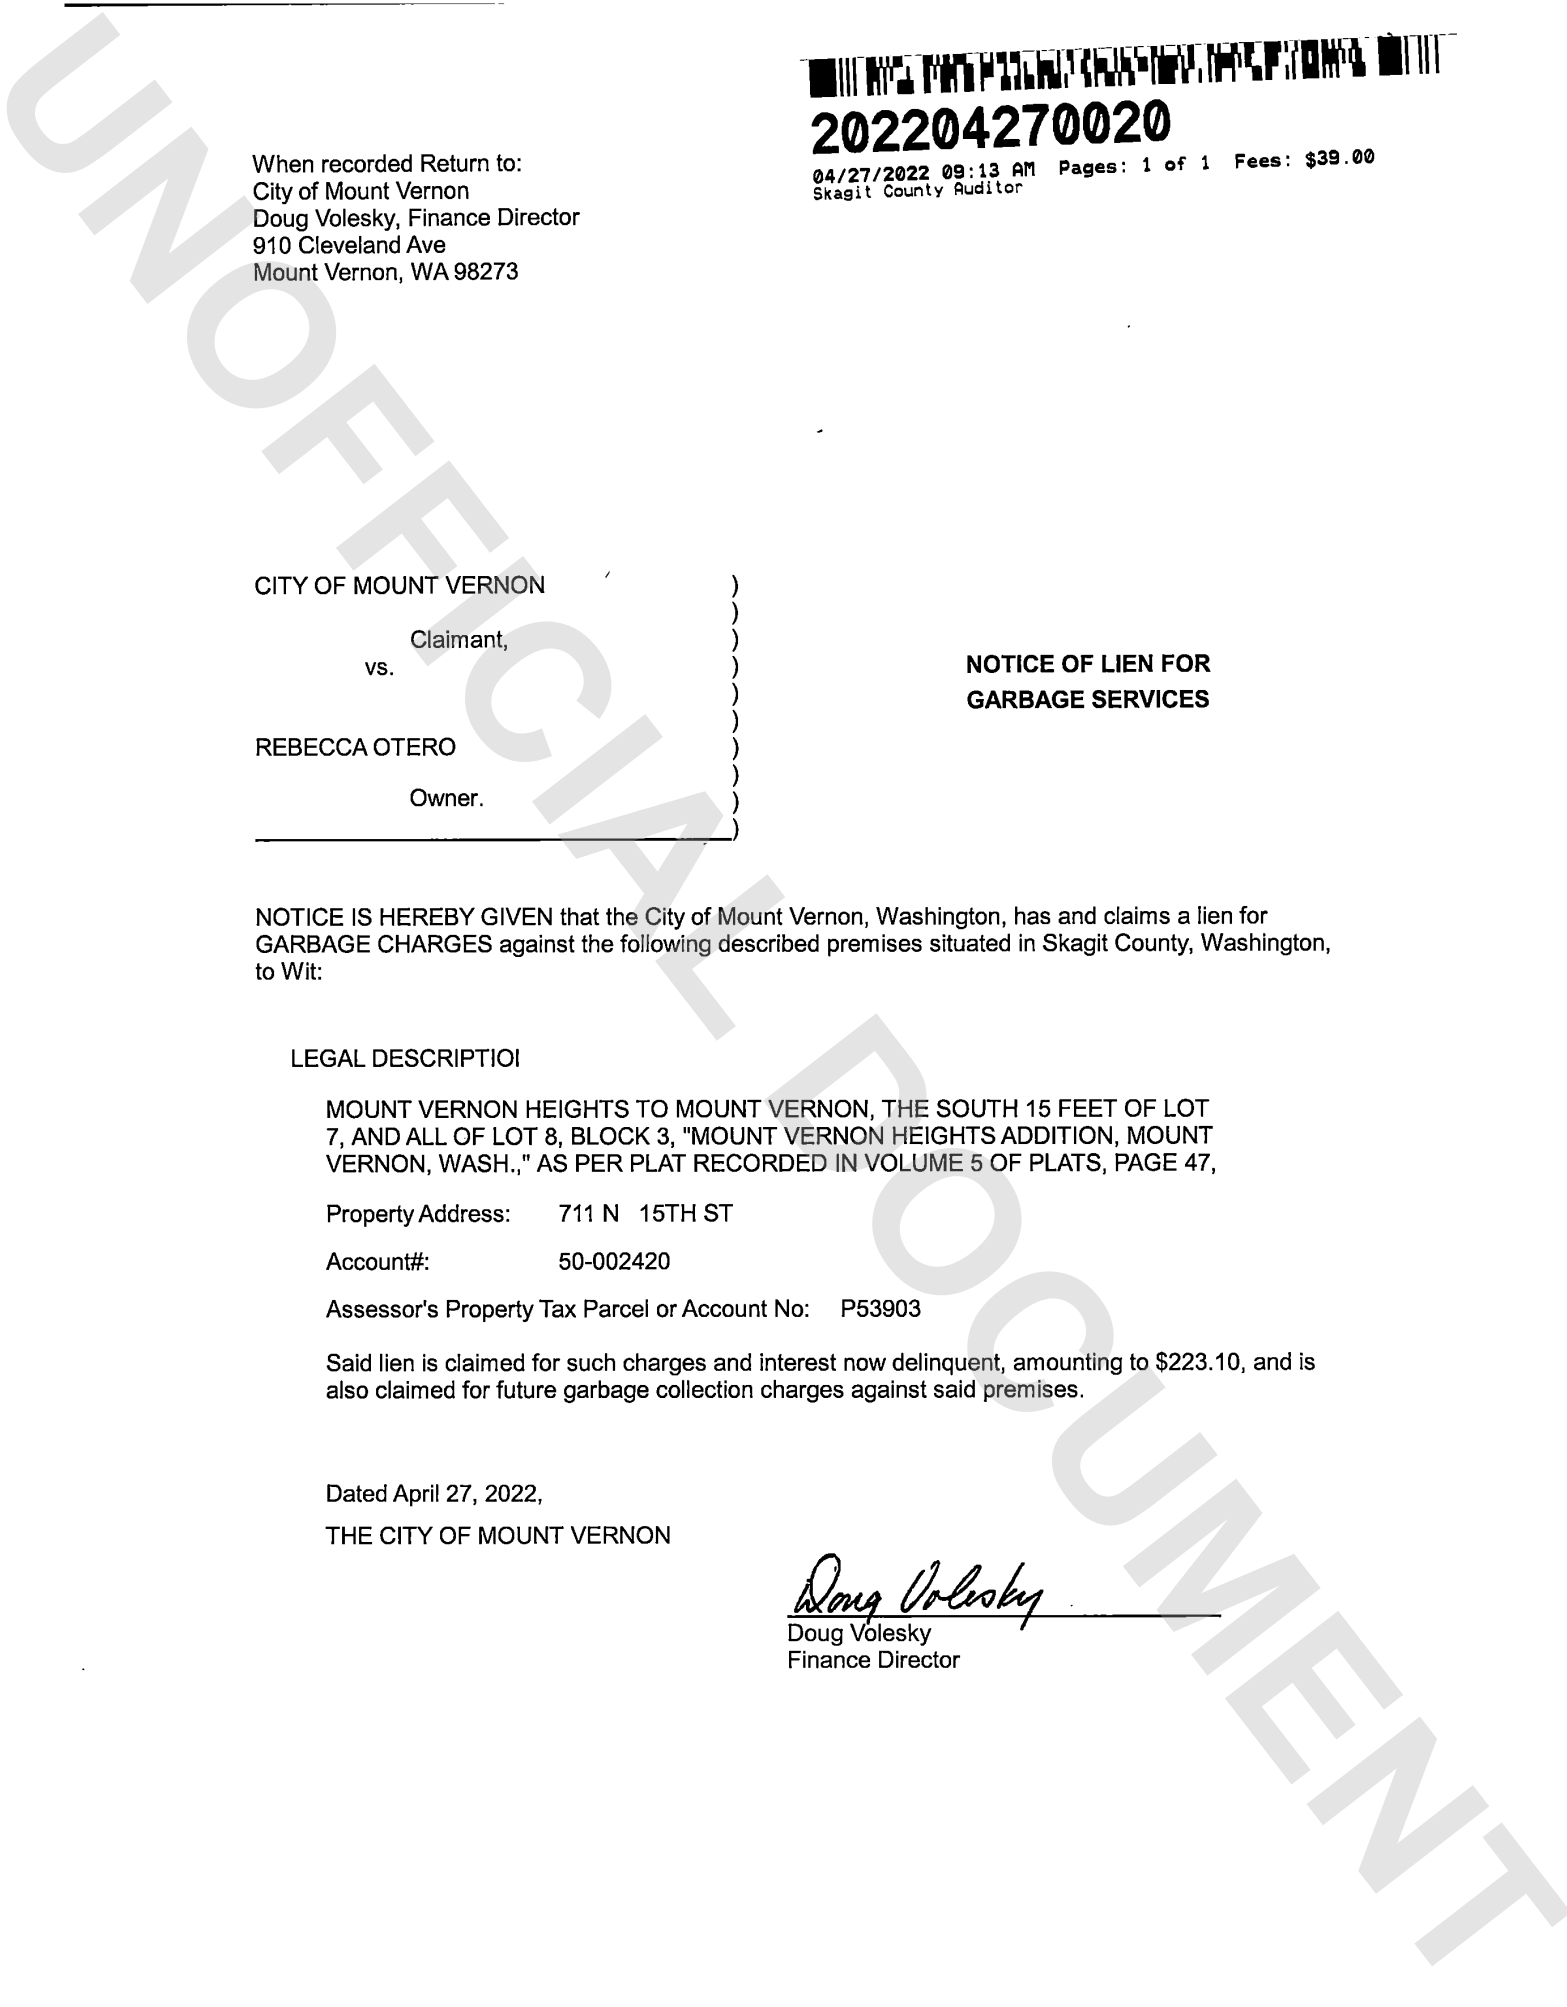 202204270020
04/27/2022 09:13 AM Pages: 1 of 1 Fees: $39.00
Skagit County Auditor
When recorded Return to:
City of Mount Vernon
Doug Volesky, Finance Director
910 Cleveland Ave
Mount Vernon, WA 98273
CITY OF MOUNT VERNON )
)
Claimant, )
vs. )
)
)
REBECCA OTERO )
)
Owner. )
)
NOTICE OF LIEN FOR
GARBAGE SERVICES
NOTICE IS HEREBY GIVEN that the City of Mount Vernon, Washington, has and claims a lien for
GARBAGE CHARGES against the following described premises situated in Skagit County, Washington,
to Wit:
LEGAL DESCRIPTIOI
MOUNT VERNON HEIGHTS TO MOUNT VERNON, THE SOUTH 15 FEET OF LOT
7, AND ALL OF LOT 8, BLOCK 3, "MOUNT VERNON HEIGHTS ADDITION, MOUNT
VERNON, WASH.," AS PER PLAT RECORDED IN VOLUME 5 OF PLATS, PAGE 47,
Property Address: 711 N 15TH ST
Account#: 50-002420
Assessor's Property Tax Parcel or Account No: P53903
Said lien is claimed for such charges and interest now delinquent, amounting to $223.10, and is
also claimed for future garbage collection charges against said premises.
Dated April 27, 2022,
THE CITY OF MOUNT VERNON
Doug Volesky
Doug Volesky
Finance Director
UNOFFICIAL DOCUMENT